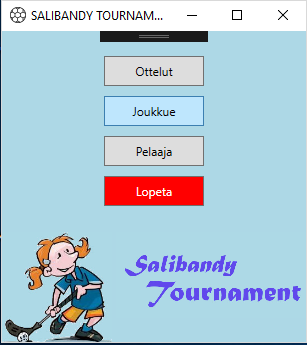 SALIBANDY TOURNAM...
Ottelut
Joukkue
Pelaaja
Lopeta
Salibandy
Tournament